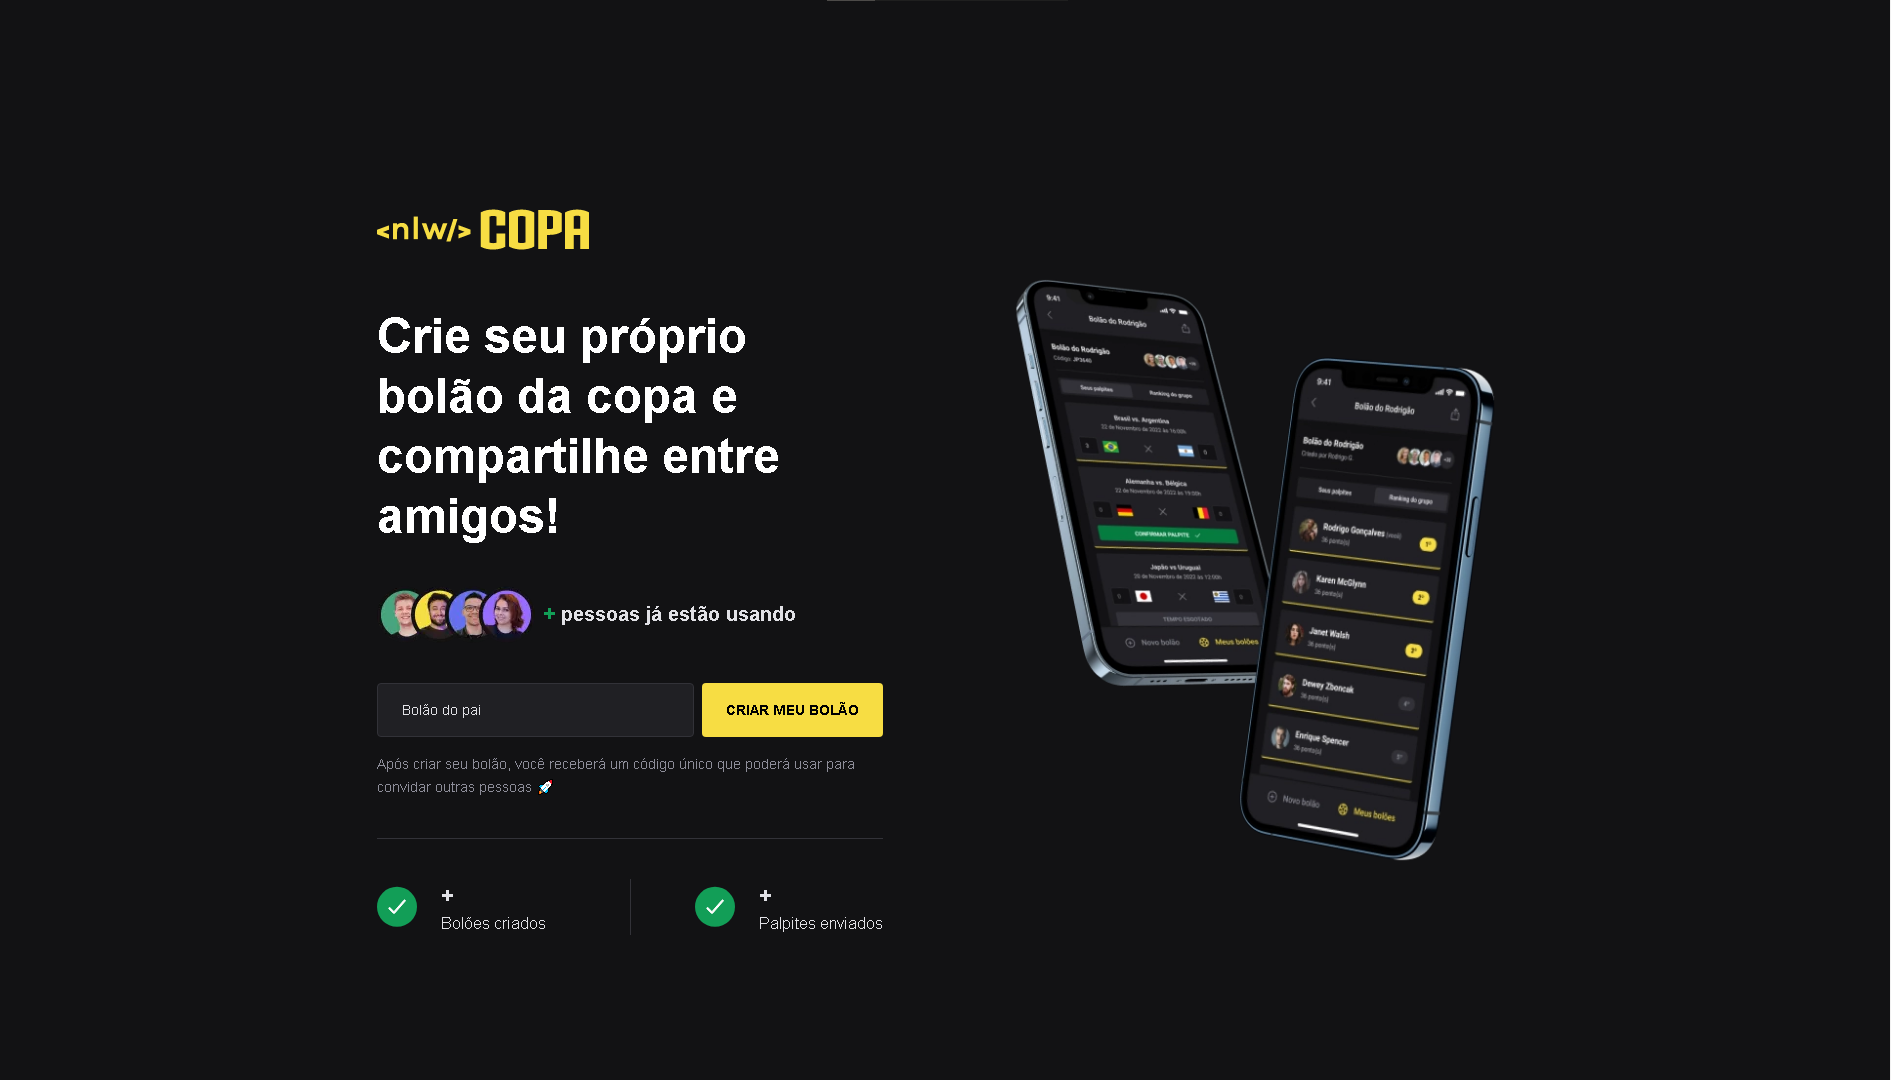 <nlw/> COPA
Crie seu próprio
bolão da copa e
compartilhe entre
amigos!
+ pessoas já estão usando
Bolão do pai
CRIAR MEU BOLÃO
Após criar seu bolão, você receberá um código único que poderá usar para
convidar outras pessoas 🚀
+
Bolões criados
+
Palpites enviados
9:41
Bolão do Rodrigão
Bolão do Rodrigão
Código: JP3640
Seus palpites
Ranking do grupo
Brasil vs. Argentina
22 de Novembro de 2022 às 16:00h
Alemanha vs. Bélgica
22 de Novembro de 2022 às 19:00h
CONFIRMAR PALPITE
Japão vs Uruguai
20 de Novembro de 2022 às 12:00h
TEMPO ESGOTADO
Novo bolão
Meus bolões
9:41
Bolão do Rodrigão
Bolão do Rodrigão
Criado por Rodrigo G.
Seus palpites
Ranking do grupo
Rodrigo Gonçalves (você)
36 ponto(s)
1º
Karen McGlynn
36 ponto(s)
2º
Janet Walsh
36 ponto(s)
3º
Dewey Zboncak
36 ponto(s)
4º
Enrique Spencer
36 ponto(s)
5º
Novo bolão
Meus bolões